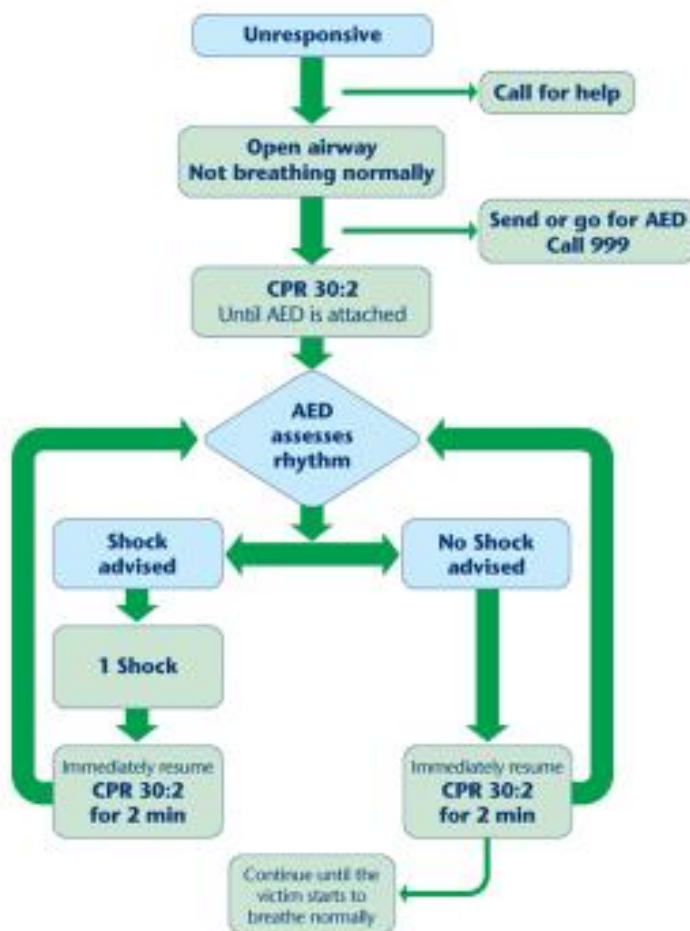 Unresponsive
Call for help
Open airway
Not breathing normally
Send or go for AED
Call 999
CPR 30:2
Until AED is attached
AED
assesses
rhythm
Shock
advised
No Shock
advised
1 Shock
Immediately resume
CPR 30:2
for 2 min
Immediately resume
CPR 30:2
for 2 min
Continue until the
victim starts to
breathe normally